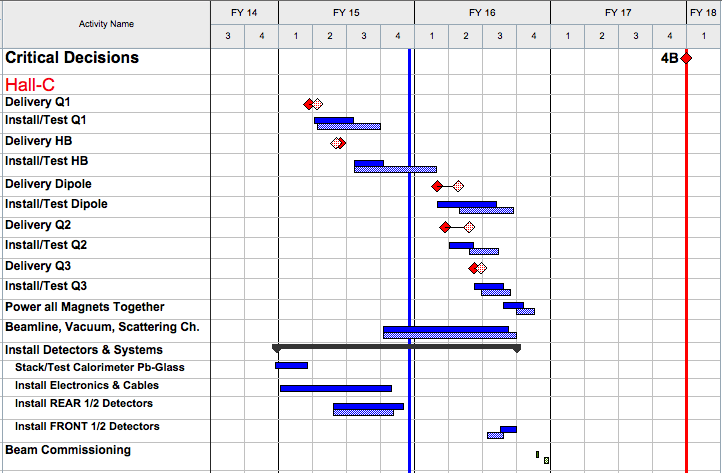 Activity Name FY 14 FY 15 FY 16 FY 17 FY 18
3 4 1 2 3 4 1 2 3 4 1 2 3 4 1
Critical Decisions 4B
Hall-C
Delivery Q1
Install/Test Q1
Delivery HB
Install/Test HB
Delivery Dipole
Install/Test Dipole
Delivery Q2
Install/Test Q2
Delivery Q3
Install/Test Q3
Power all Magnets Together
Beamline, Vacuum, Scattering Ch.
Install Detectors & Systems
Stack/Test Calorimeter Pb-Glass
Install Electronics & Cables
Install REAR 1/2 Detectors
Install FRONT 1/2 Detectors
Beam Commissioning